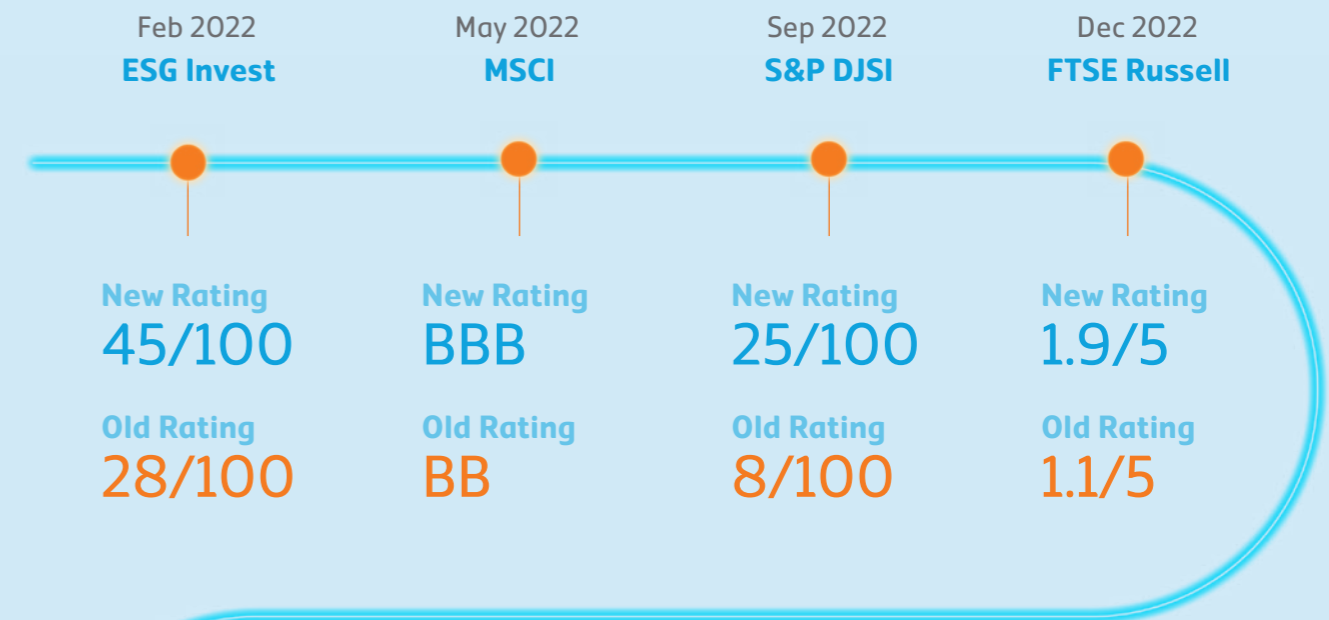 Feb 2022
ESG Invest
May 2022
MSCI
Sep 2022
S&P DJSI
Dec 2022
FTSE Russell
New Rating
45/100
Old Rating
28/100
New Rating
BBB
Old Rating
BB
New Rating
25/100
Old Rating
8/100
New Rating
1.9/5
Old Rating
1.1/5